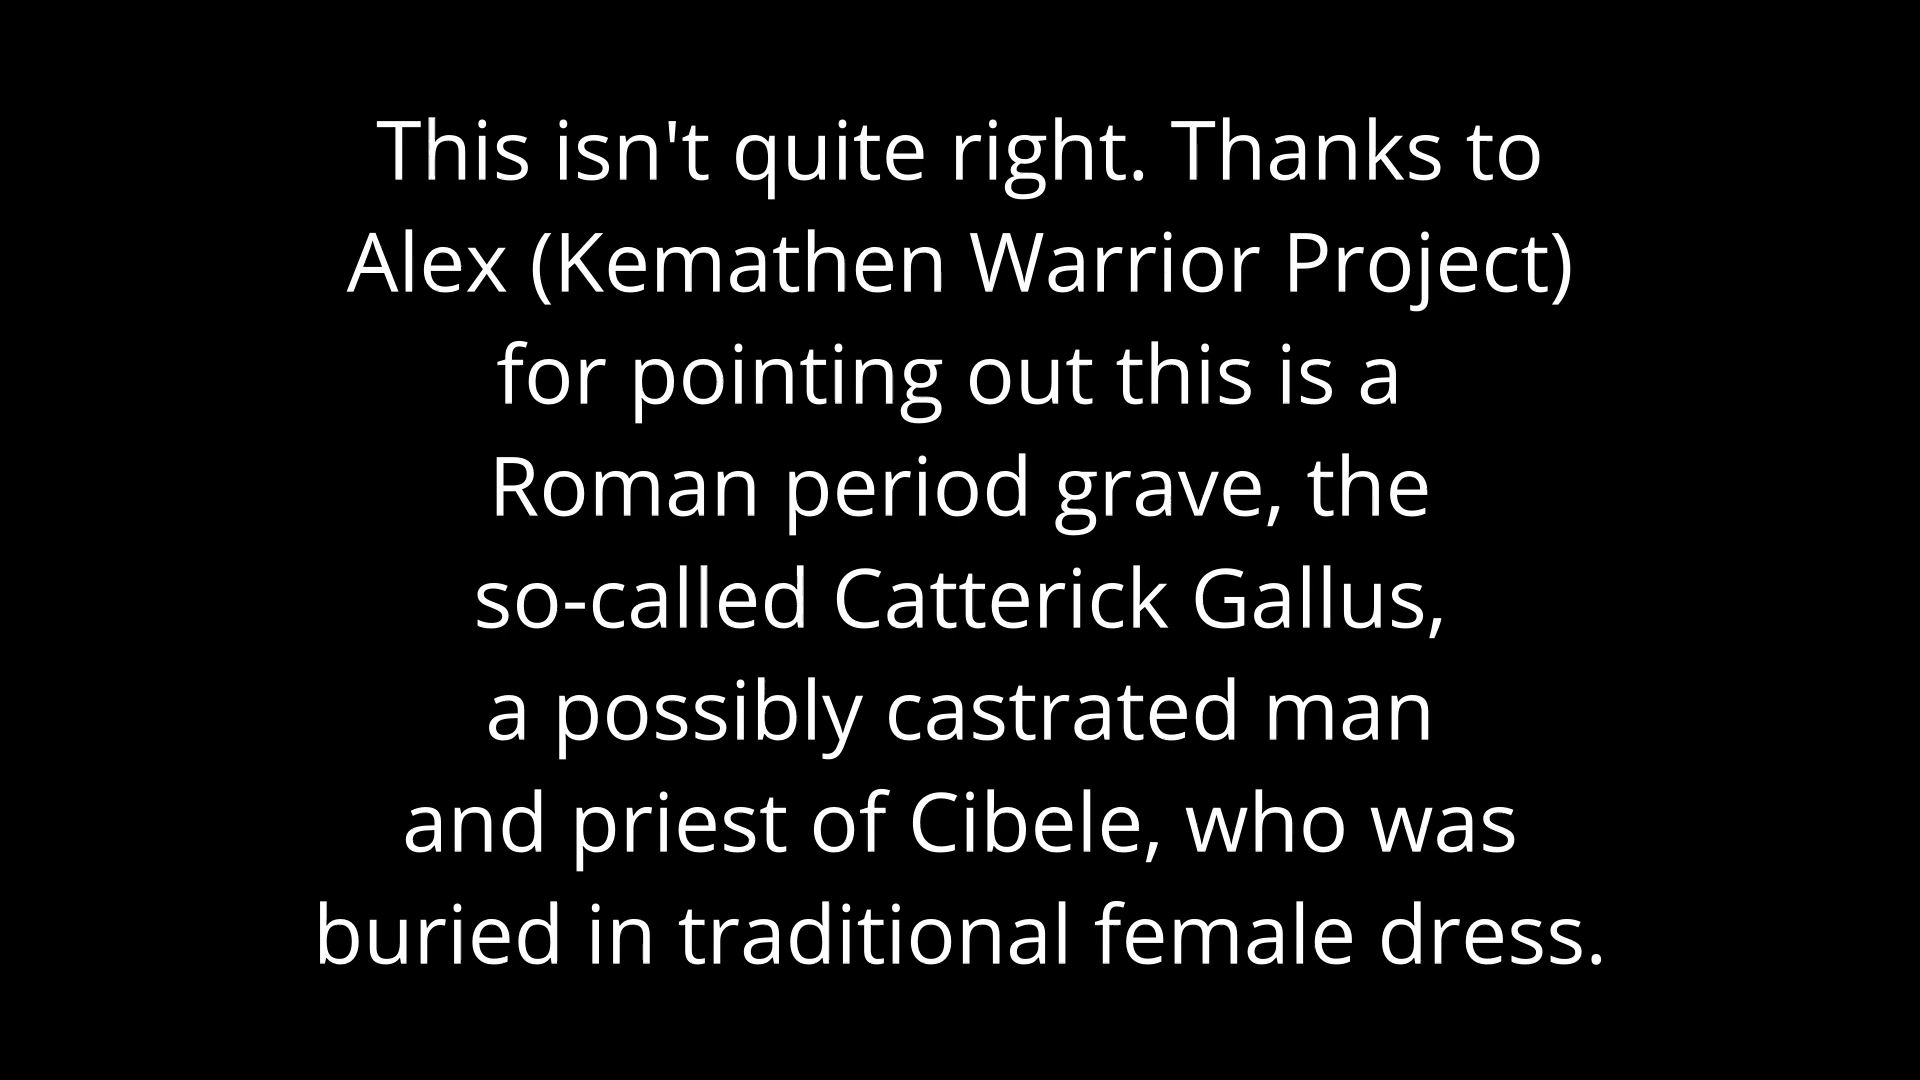 This isn't quite right. Thanks to
Alex (Kemathen Warrior Project)
for pointing out this is a
Roman period grave, the
so-called Catterick Gallus,
a possibly castrated man
and priest of Cibele, who was
buried in traditional female dress.